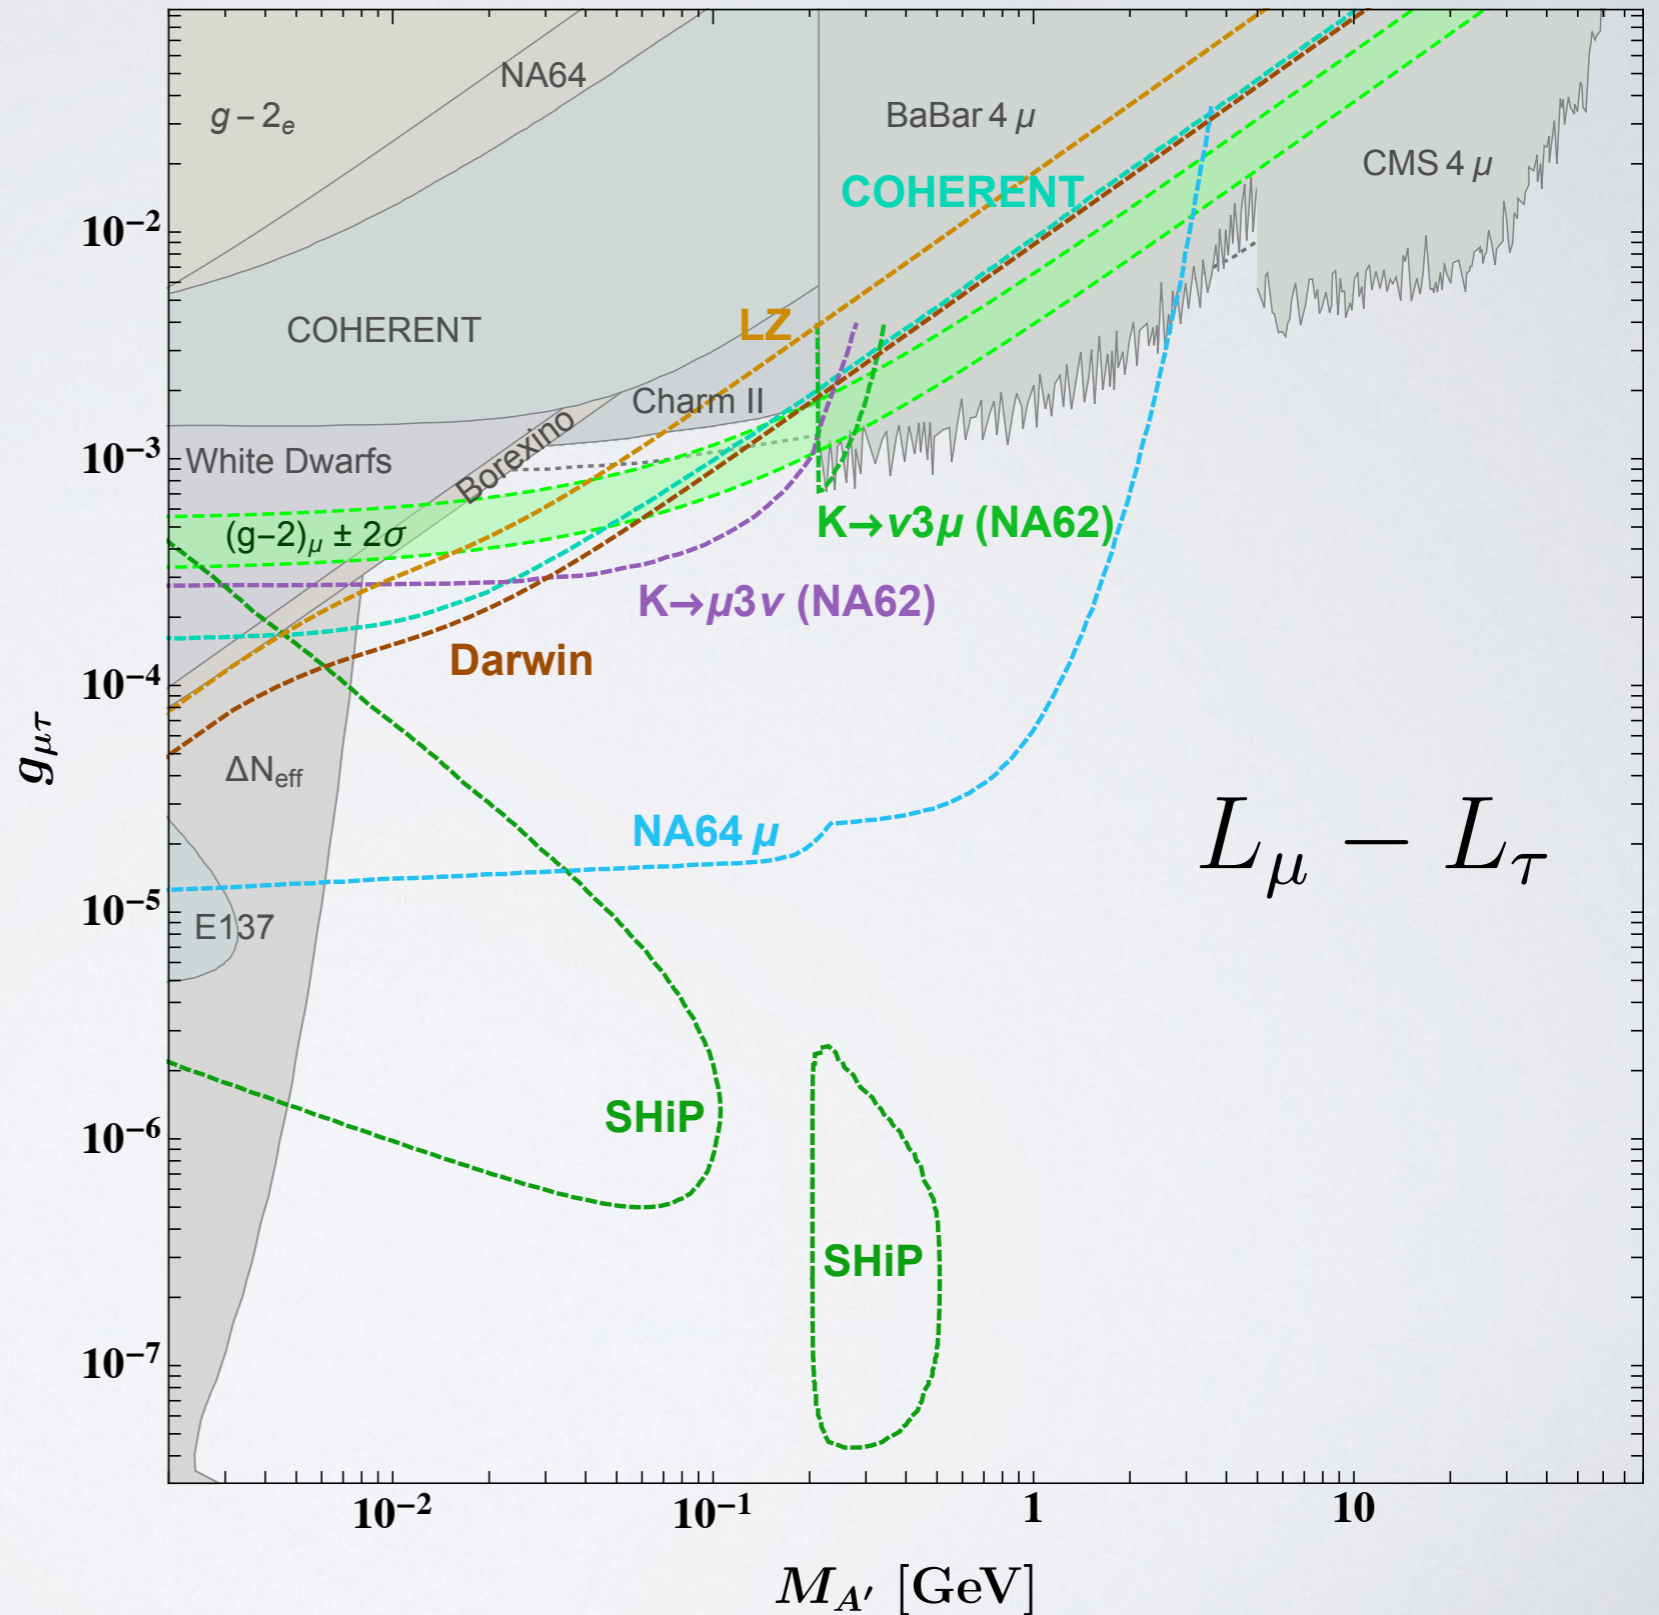 NA64
g−2ₑ
BaBar 4 μ
CMS 4 μ
COHERENT
10⁻²
COHERENT
LZ
Charm II
10⁻³
White Dwarfs
Borexino
(g−2)μ ± 2σ
K→ν3μ (NA62)
K→μ3ν (NA62)
Darwin
10⁻⁴
gμτ
ΔNeff
NA64 μ
Lμ − Lτ
10⁻⁵
E137
SHiP
10⁻⁶
SHiP
10⁻⁷
10⁻² 10⁻¹ 1 10
MA′ [GeV]